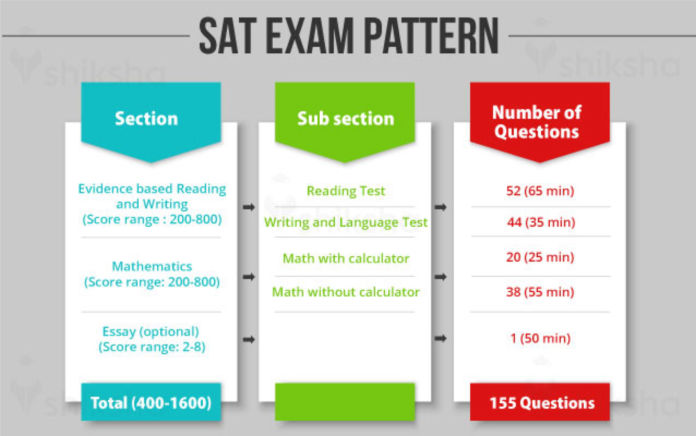 SAT EXAM PATTERN
shiksha
shiksha
Section
Sub section
Number of
Questions
Evidence based Reading
and Writing
(Score range : 200-800)
Reading Test
52 (65 min)
Writing and Language Test
44 (35 min)
Mathematics
(Score range: 200-800)
Math with calculator
20 (25 min)
Math without calculator
38 (55 min)
Essay (optional)
(Score range: 2-8)
1 (50 min)
Total (400-1600)
155 Questions
shiksha
shiksha